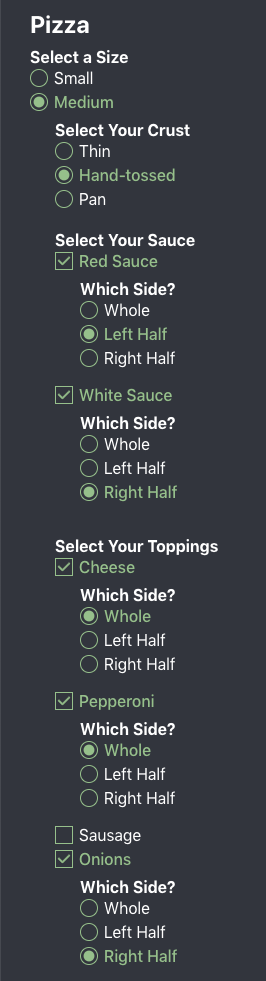 Pizza
Select a Size
Small
Medium
Select Your Crust
Thin
Hand-tossed
Pan
Select Your Sauce
Red Sauce
Which Side?
Whole
Left Half
Right Half
White Sauce
Which Side?
Whole
Left Half
Right Half
Select Your Toppings
Cheese
Which Side?
Whole
Left Half
Right Half
Pepperoni
Which Side?
Whole
Left Half
Right Half
Sausage
Onions
Which Side?
Whole
Left Half
Right Half